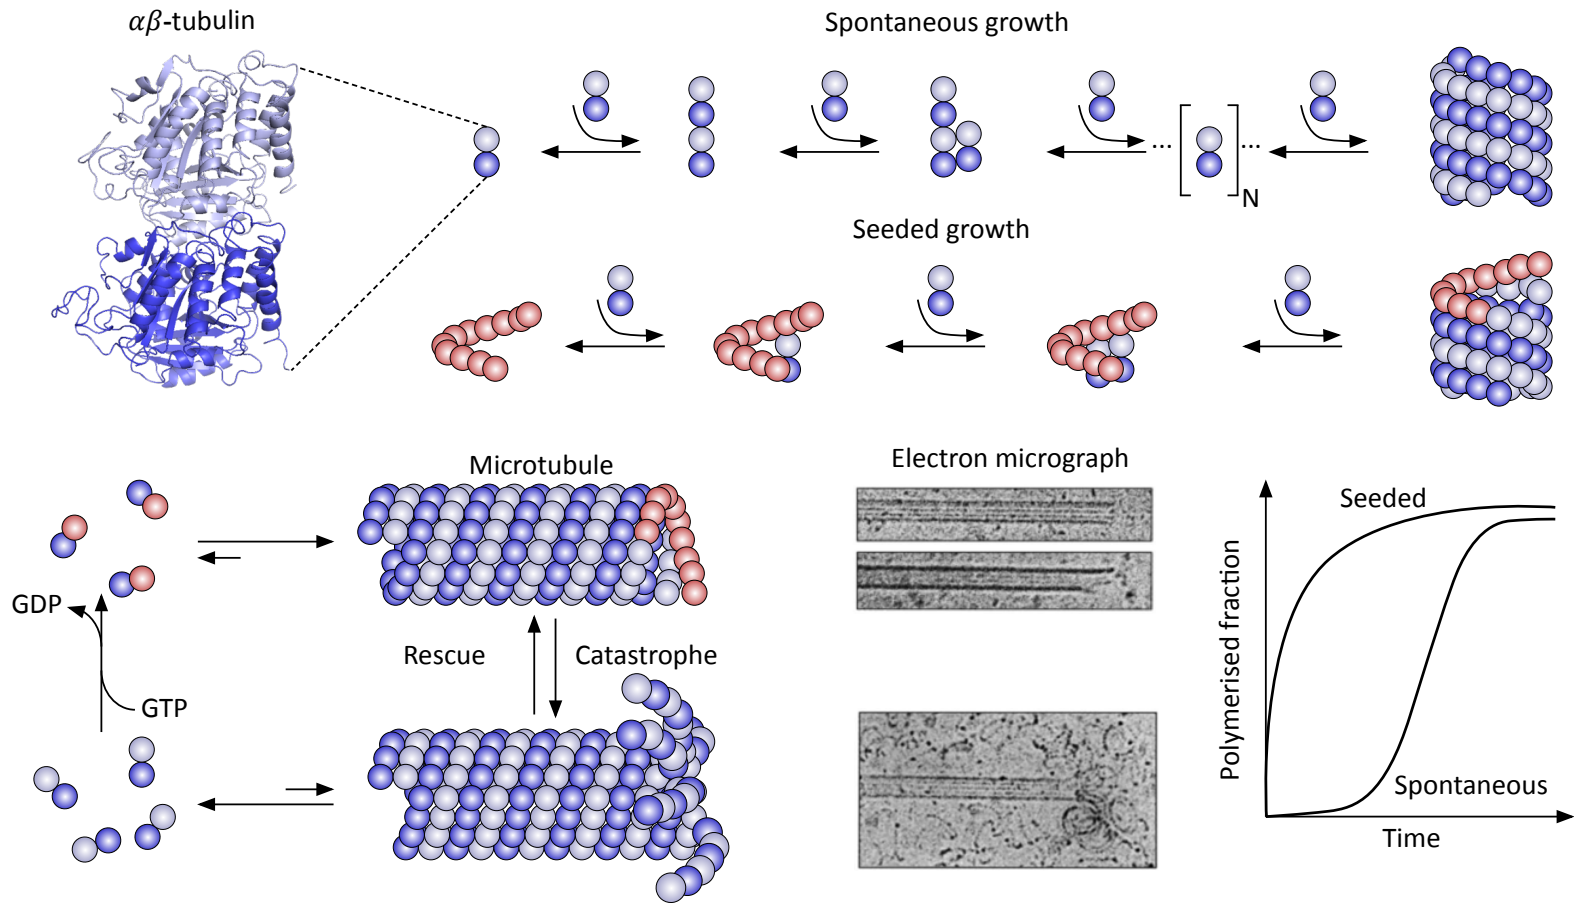 αβ-tubulin
Spontaneous growth
... [ ]N ...
Seeded growth
Microtubule
Electron micrograph
GDP
GTP
Rescue
Catastrophe
Seeded
Spontaneous
Polymerised fraction
Time